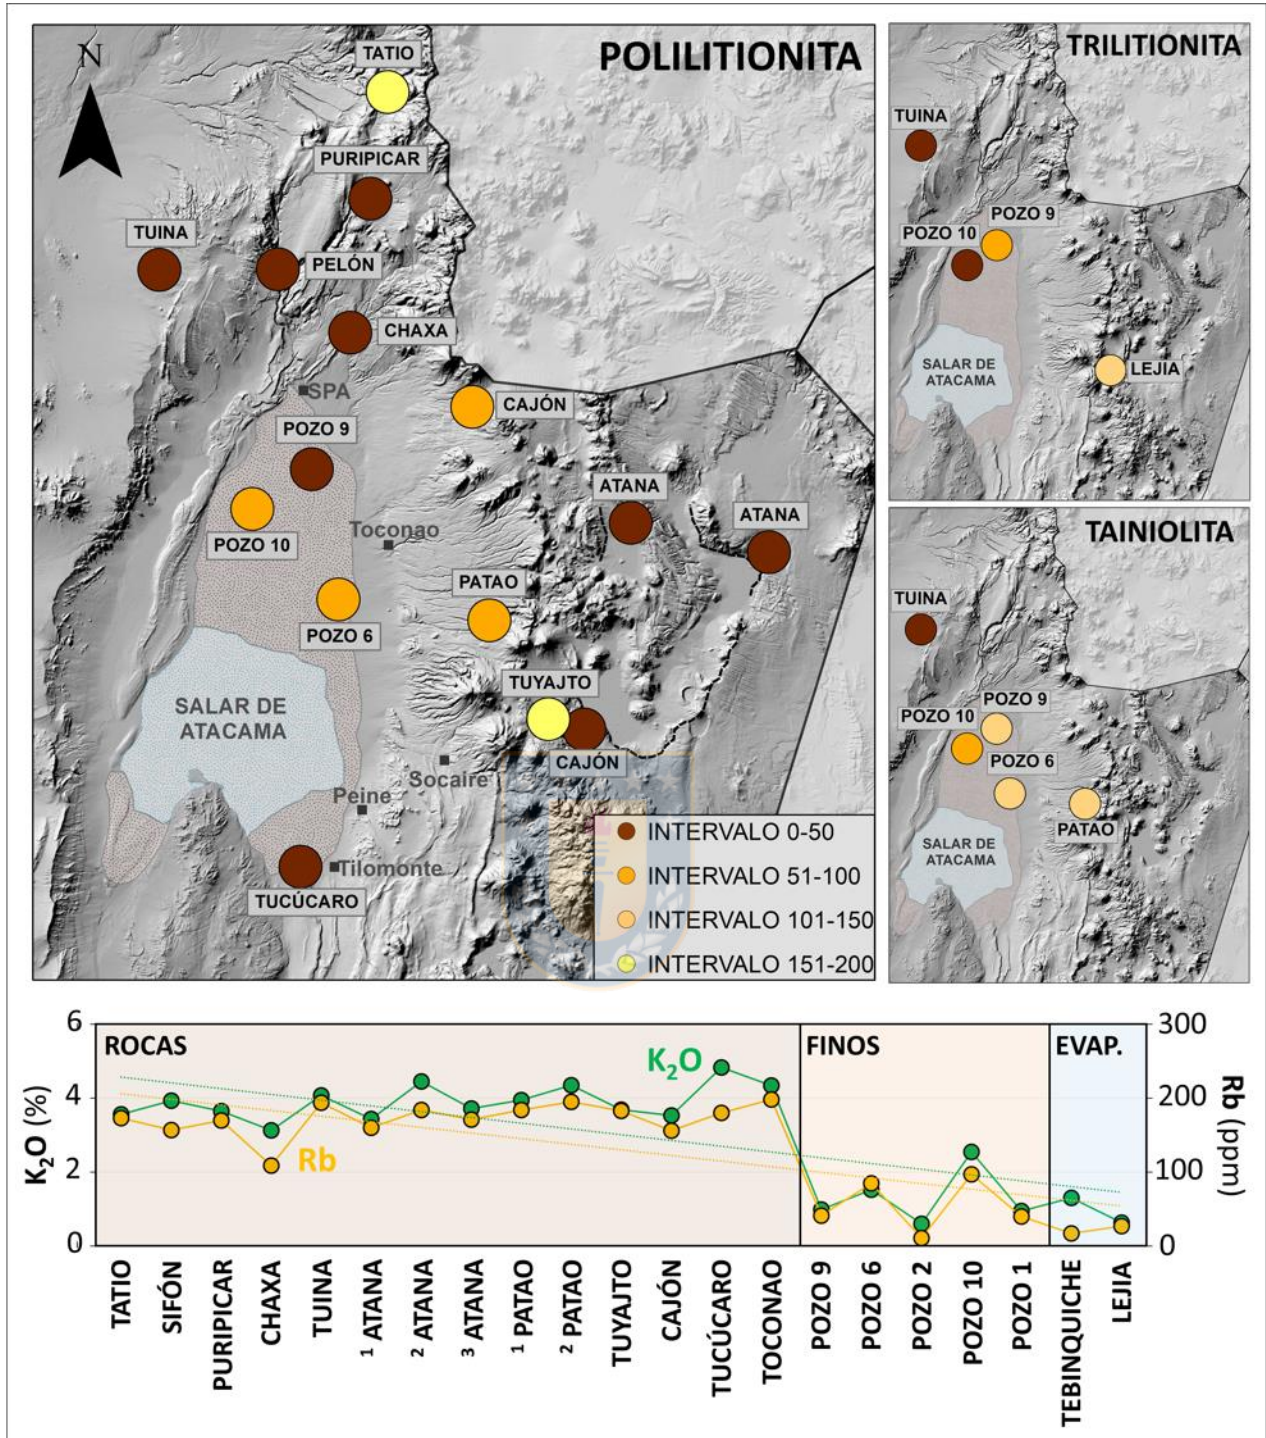 N
POLILITIONITA
TATIO
PURIPICAR
TUINA
PELÓN
CHAXA
SPA
CAJÓN
POZO 9
ATANA
ATANA
POZO 10
Toconao
PATAO
POZO 6
TUYAJTO
SALAR DE
ATACAMA
CAJÓN
Socaire
Peine
Tilomonte
TUCÚCARO
INTERVALO 0-50
INTERVALO 51-100
INTERVALO 101-150
INTERVALO 151-200
TRILITIONITA
TUINA
POZO 9
POZO 10
SALAR DE
ATACAMA
LEJIA
TAINIOLITA
TUINA
POZO 9
POZO 10
POZO 6
PATAO
SALAR DE
ATACAMA
6
4
2
0
K₂O (%)
ROCAS
K₂O
Rb
FINOS
EVAP.
300
200
100
0
Rb (ppm)
TATIO
SIFÓN
PURIPICAR
CHAXA
TUINA
1 ATANA
2 ATANA
3 ATANA
1 PATAO
2 PATAO
TUYAJTO
CAJÓN
TUCÚCARO
TOCONAO
POZO 9
POZO 6
POZO 2
POZO 10
POZO 1
TEBINQUICHE
LEJIA